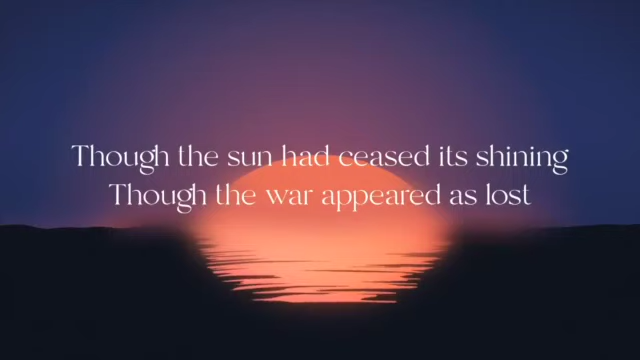 Though the sun had ceased its shining
Though the war appeared as lost